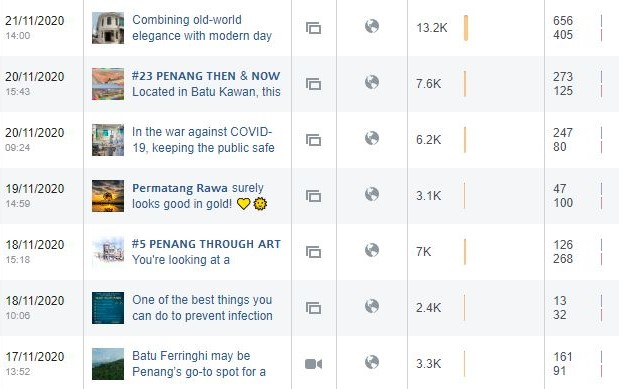 21/11/2020
14:00
Combining old-world
elegance with modern day
13.2K
656
405
20/11/2020
15:43
#23 PENANG THEN & NOW
Located in Batu Kawan, this
7.6K
273
125
20/11/2020
09:24
In the war against COVID-
19, keeping the public safe
6.2K
247
80
19/11/2020
14:59
Permatang Rawa surely
looks good in gold! 💛🌞
3.1K
47
100
18/11/2020
15:18
#5 PENANG THROUGH ART
You're looking at a
7K
126
268
18/11/2020
10:06
One of the best things you
can do to prevent infection
2.4K
13
32
17/11/2020
13:52
Batu Ferringhi may be
Penang's go-to spot for a
3.3K
161
91